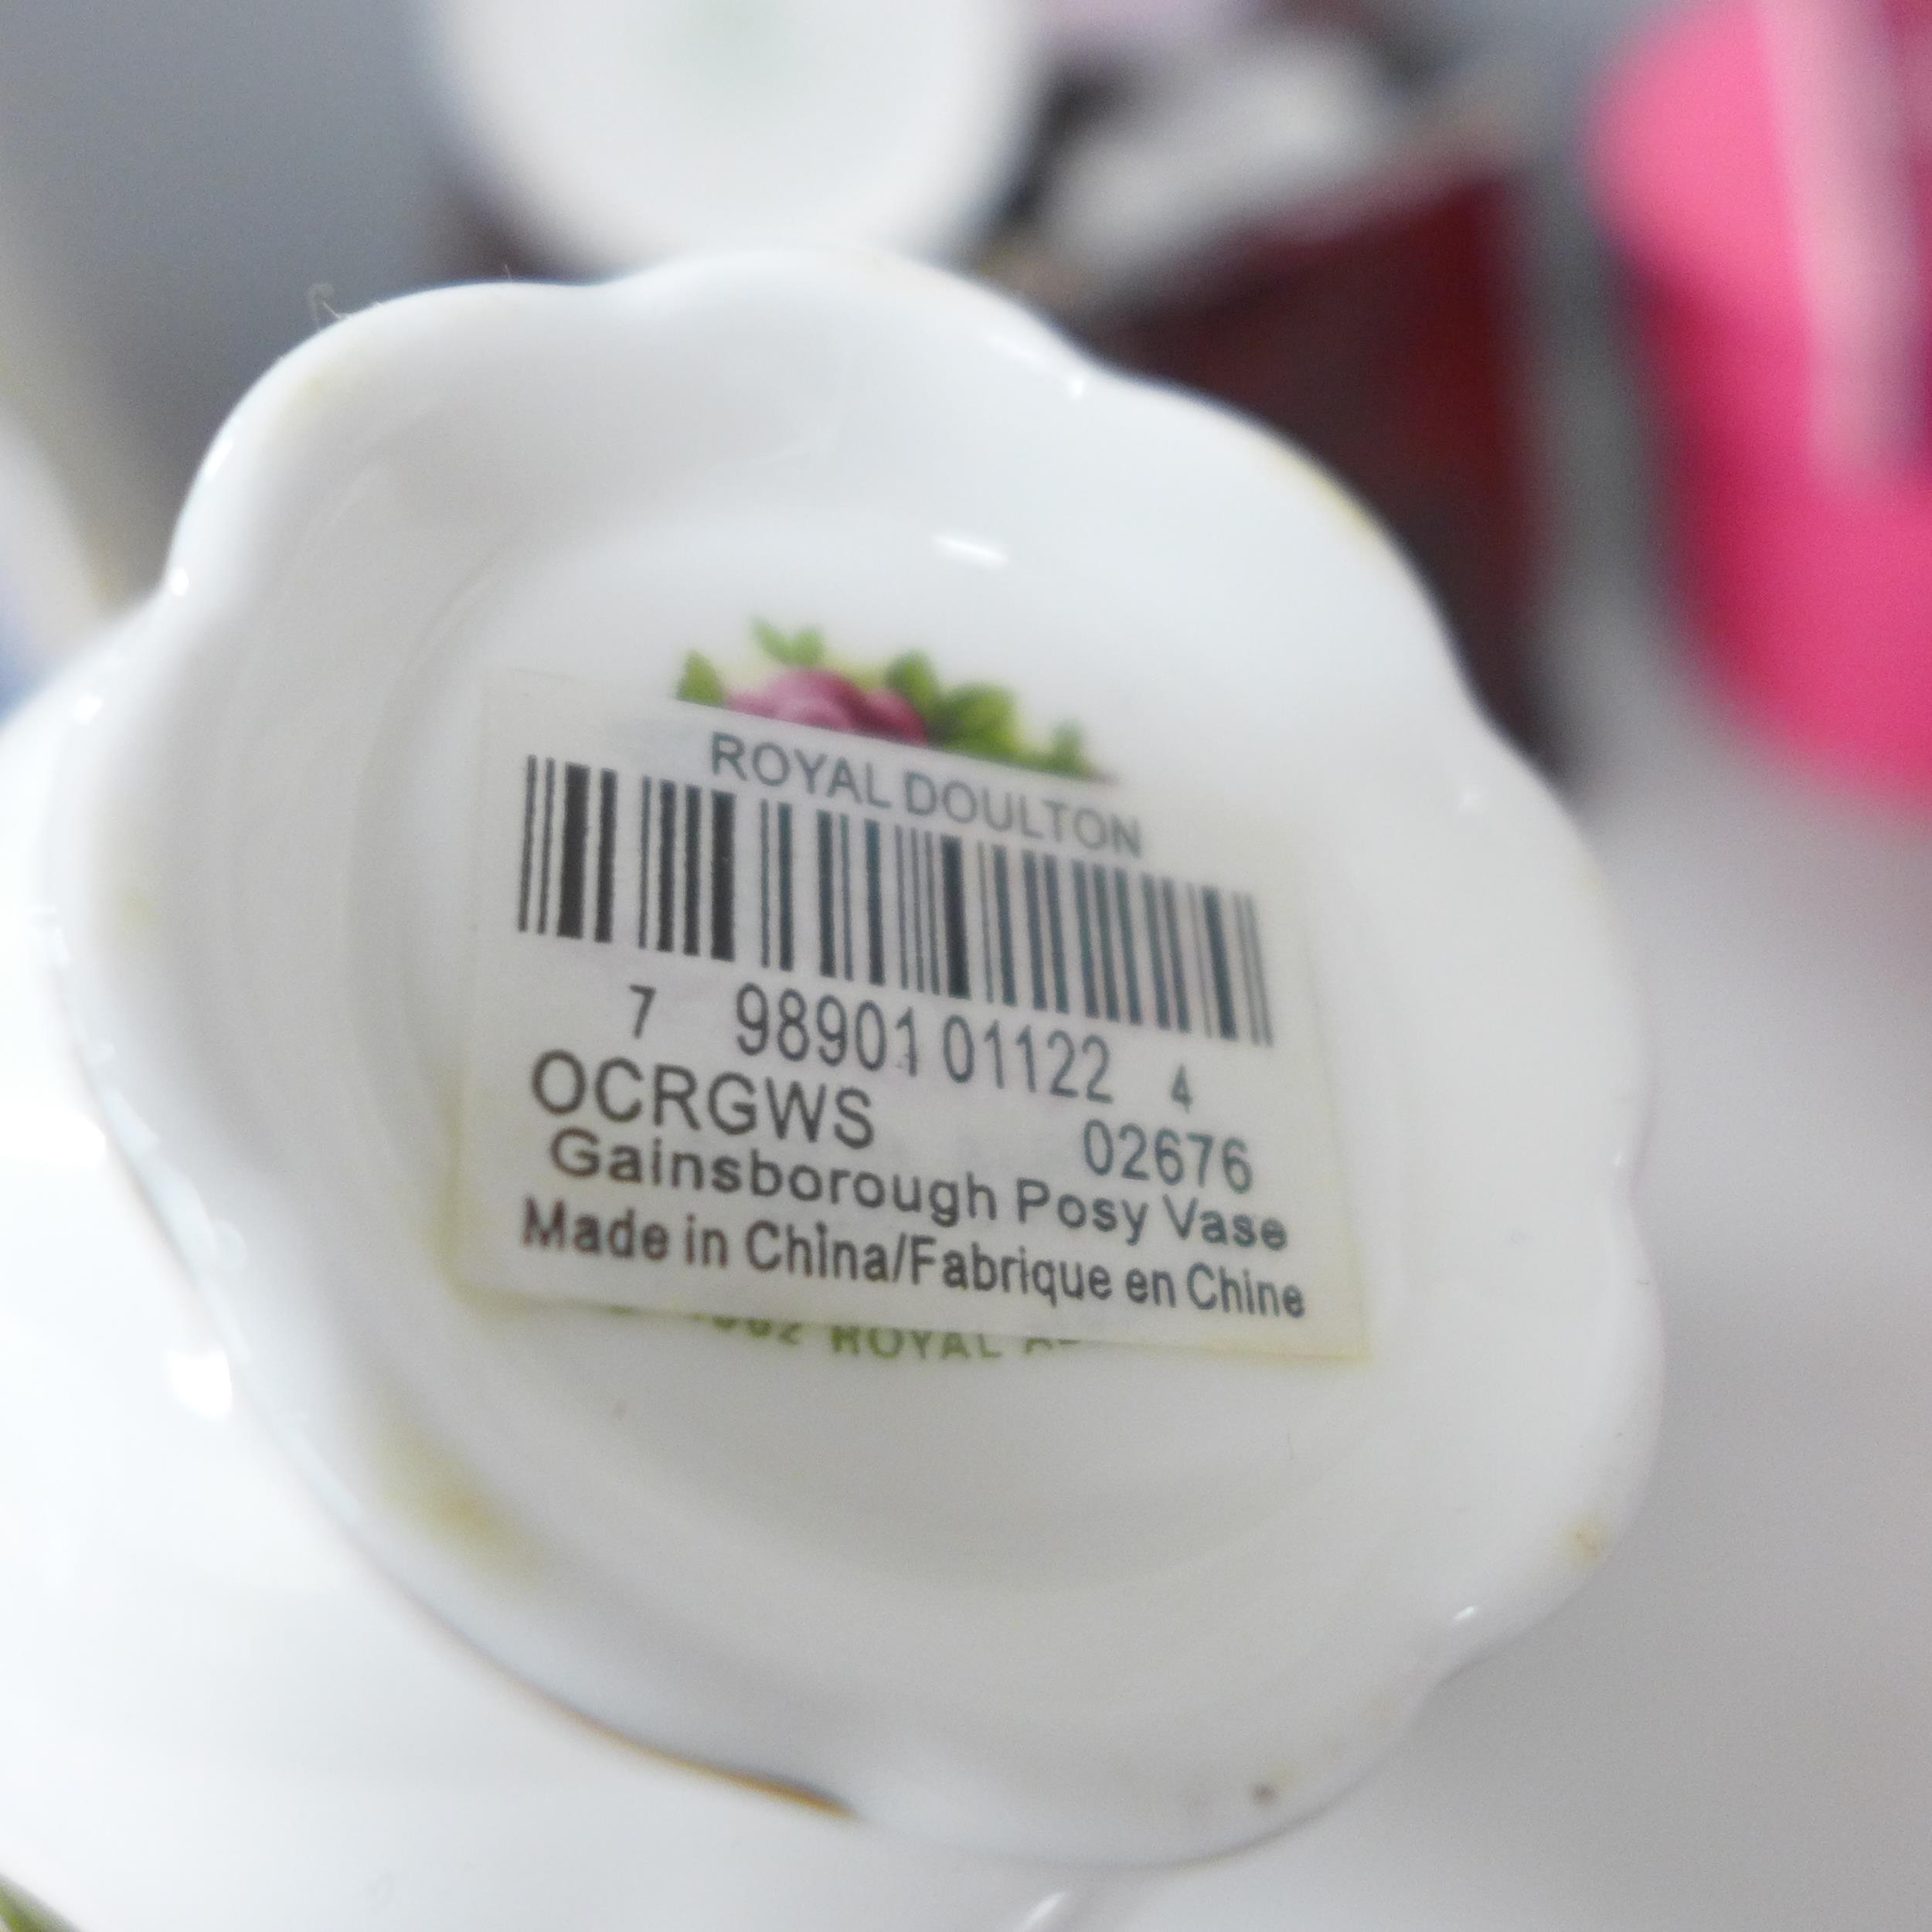 ROYAL DOULTON
7 98901 01122 4
OCRGWS 02676
Gainsborough Posy Vase
Made in China/Fabrique en Chine
ROYAL